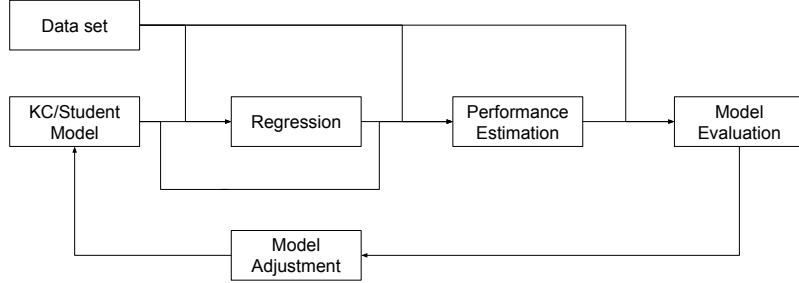 Data set
KC/Student
Model
Regression
Performance
Estimation
Model
Evaluation
Model
Adjustment